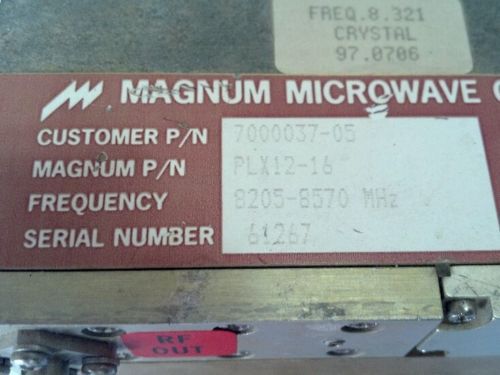 FREQ.8.321
CRYSTAL
97.0706
MAGNUM MICROWAVE C
CUSTOMER P/N 7000037-05
MAGNUM P/N PLX12-16
FREQUENCY 8205-8570 MHz
SERIAL NUMBER 61267
RF
OUT